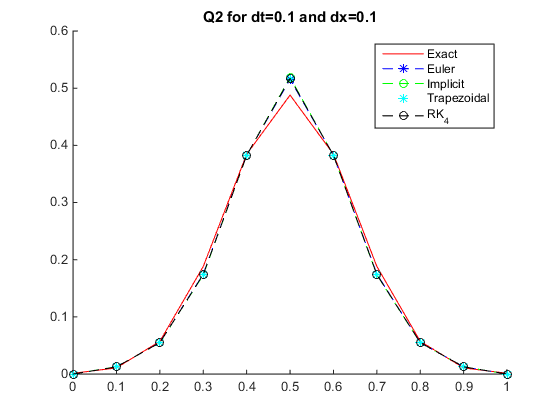 Q2 for dt=0.1 and dx=0.1
0.6
0.5
0.4
0.3
0.2
0.1
0
Exact
Euler
Implicit
Trapezoidal
RK4
0 0.1 0.2 0.3 0.4 0.5 0.6 0.7 0.8 0.9 1